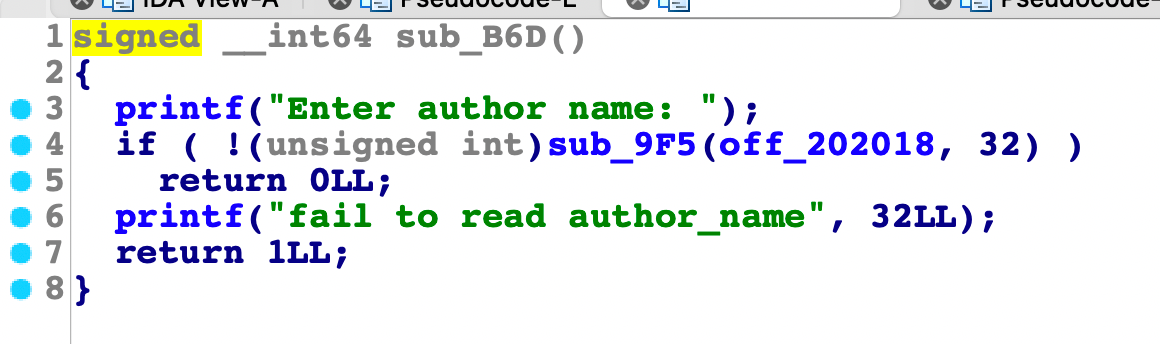 IDA View-A Pseudocode-L Pseudocode-
1 signed __int64 sub_B6D()
2 {
3 printf("Enter author name: ");
4 if ( !(unsigned int)sub_9F5(off_202018, 32) )
5 return 0LL;
6 printf("fail to read author_name", 32LL);
7 return 1LL;
8 }